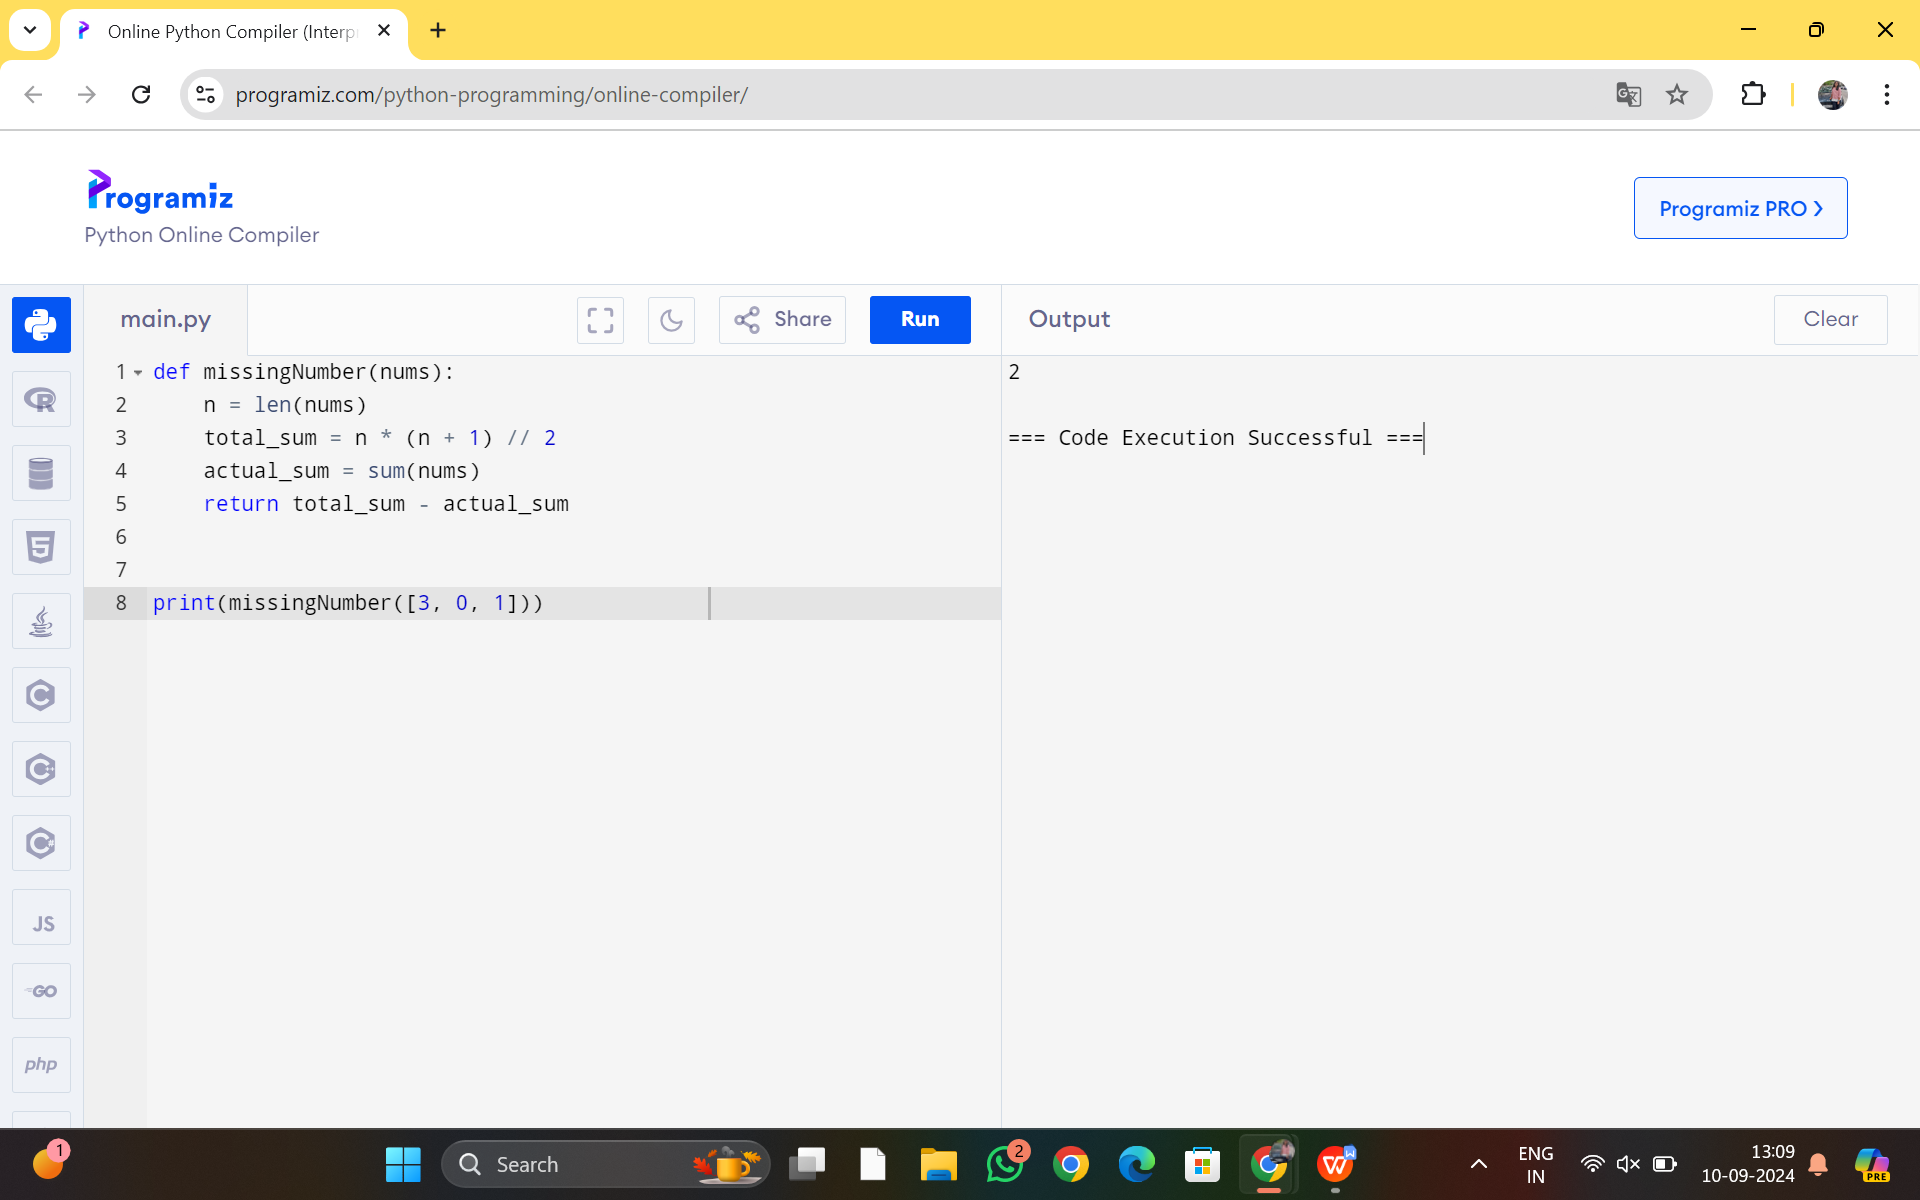 Online Python Compiler (Interp
programiz.com/python-programming/online-compiler/
Programiz
Python Online Compiler
Programiz PRO
main.py
Share
Run
Output
Clear
1 def missingNumber(nums):
2 n = len(nums)
3 total_sum = n * (n + 1) // 2
4 actual_sum = sum(nums)
5 return total_sum - actual_sum
6
7
8 print(missingNumber([3, 0, 1]))
2
=== Code Execution Successful ===
R
5
C
C++
C#
JS
GO
php
1
Search
2
W
W
ENG
IN
13:09
10-09-2024
PRE